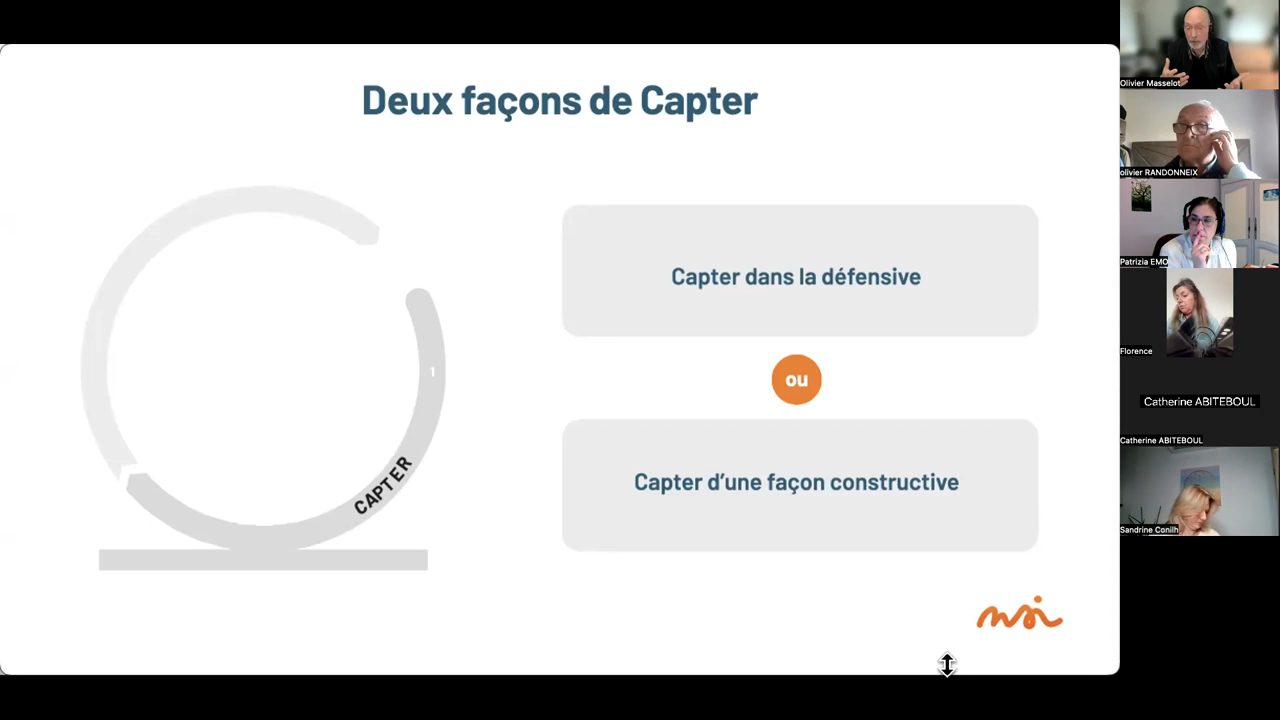 Deux façons de Capter
1
CAPTER
Capter dans la défensive
ou
Capter d’une façon constructive
nsi
Olivier Masselot
olivier RANDONNEIX
Patrizia EMO
Florence
Catherine ABITEBOUL
Catherine ABITEBOUL
Sandrine Conilh